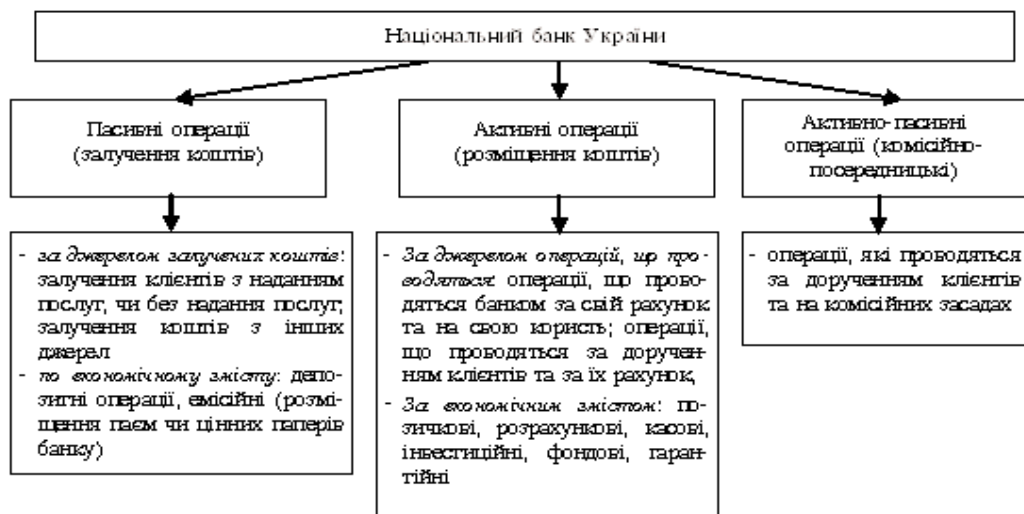 Національний банк України
Пасивні операції
(залучення коштів)
Активні операції
(розміщення коштів)
Активно-пасивні
операції (комісійно-
посередницькі)
- за джерелом залучених коштів:
залучення клієнтів з наданням
послуг, чи без надання послуг;
залучення коштів з інших
джерел
- по економічному змісту: депо-
зитні операції, емісійні (розмі-
щення паєм чи цінних паперів
банку)
- За джерелом операцій, що про-
водяться: операції, що прово-
дяться банком за свій рахунок
та на свою користь; операції,
що проводяться за доручен-
ням клієнтів та за їх рахунок,
- За економічним змістом: по-
зичкові, розрахункові, касові,
інвестиційні, фондові, гаран-
тійні
- операції, які проводяться
за дорученням клієнтів
та на комісійних засадах